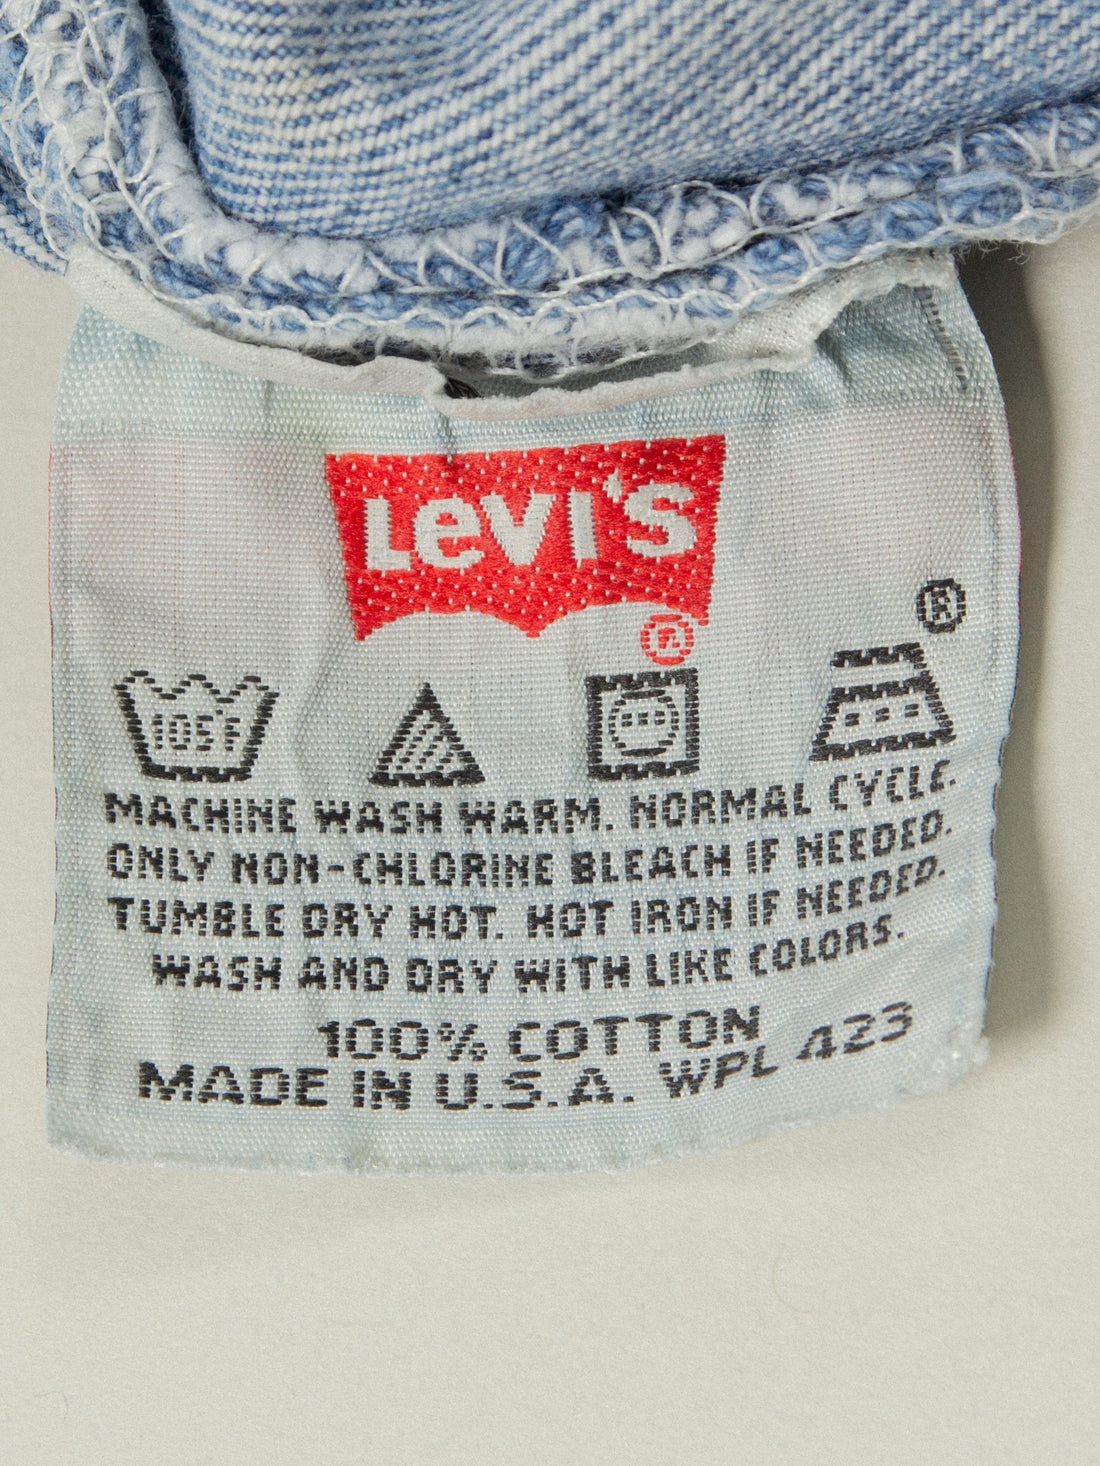 Levi's
®
®
105°F
MACHINE WASH WARM. NORMAL CYCLE.
ONLY NON-CHLORINE BLEACH IF NEEDED.
TUMBLE DRY HOT. HOT IRON IF NEEDED.
WASH AND DRY WITH LIKE COLORS.
100% COTTON
MADE IN U.S.A. WPL 423